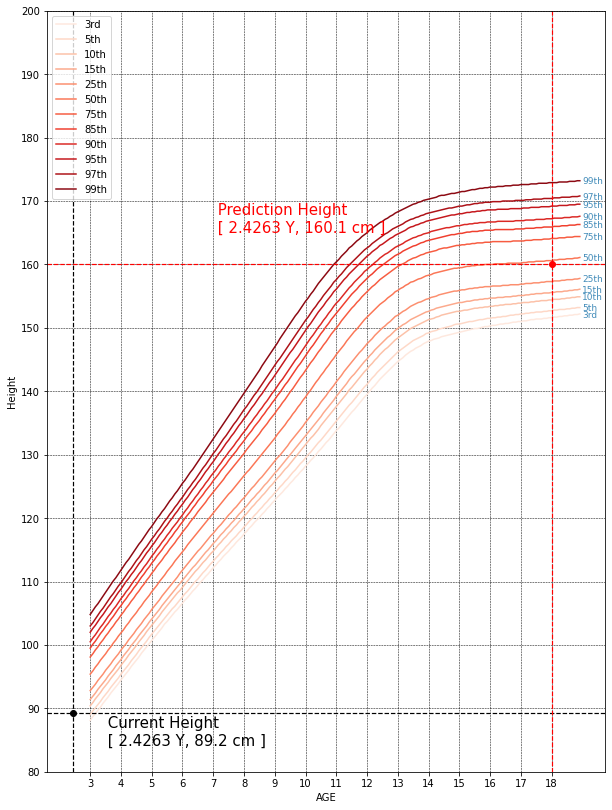 200
190
180
170
160
150
140
130
120
110
100
90
80
Height
3rd
5th
10th
15th
25th
50th
75th
85th
90th
95th
97th
99th
Prediction Height
[ 2.4263 Y, 160.1 cm ]
99th
97th
95th
90th
85th
75th
50th
25th
15th
10th
5th
3rd
Current Height
[ 2.4263 Y, 89.2 cm ]
3 4 5 6 7 8 9 10 11 12 13 14 15 16 17 18
AGE